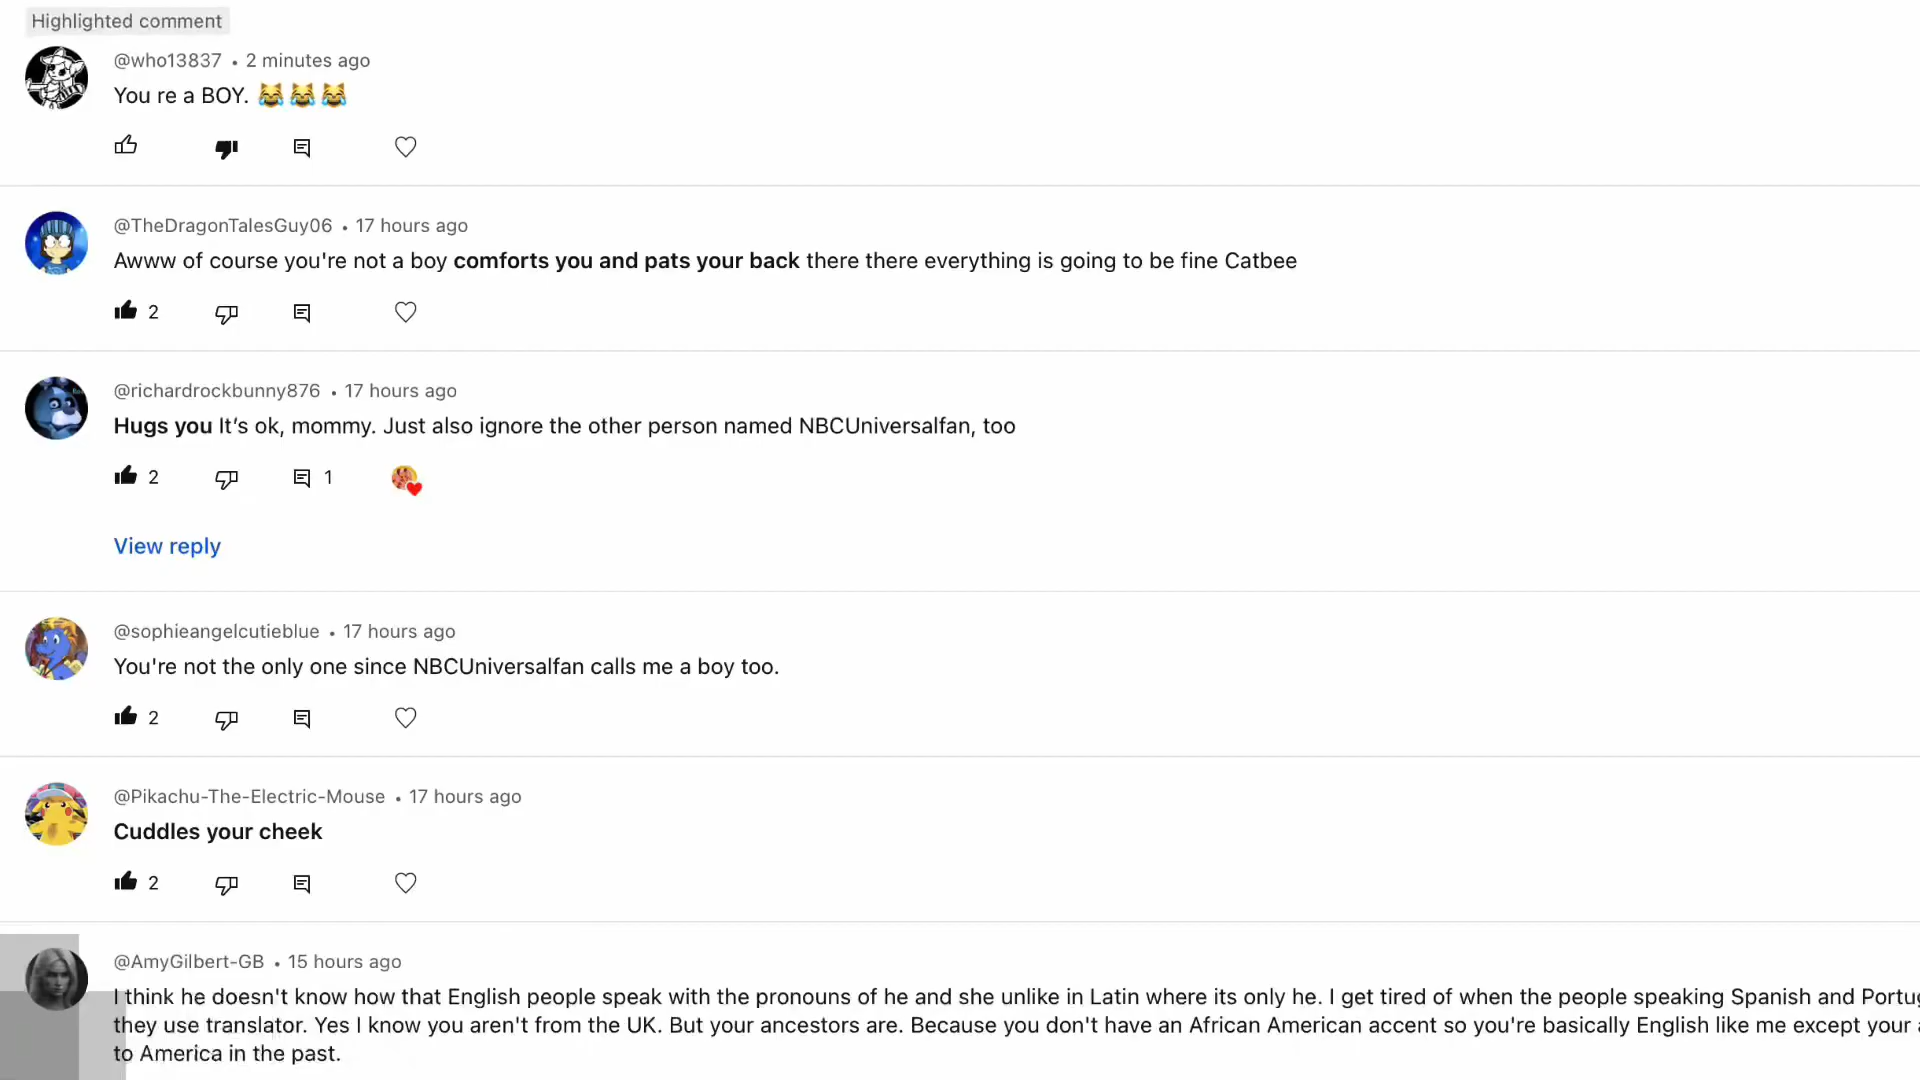 Highlighted comment
@who13837 • 2 minutes ago
You re a BOY. 😹😹😹
@TheDragonTalesGuy06 • 17 hours ago
Awww of course you're not a boy comforts you and pats your back there there everything is going to be fine Catbee
2
@richardrockbunny876 • 17 hours ago
Hugs you It’s ok, mommy. Just also ignore the other person named NBCUniversalfan, too
2 1
View reply
@sophieangelcutieblue • 17 hours ago
You're not the only one since NBCUniversalfan calls me a boy too.
2
@Pikachu-The-Electric-Mouse • 17 hours ago
Cuddles your cheek
2
@AmyGilbert-GB • 15 hours ago
I think he doesn't know how that English people speak with the pronouns of he and she unlike in Latin where its only he. I get tired of when the people speaking Spanish and
they use translator. Yes I know you aren't from the UK. But your ancestors are. Because you don't have an African American accent so you're basically English like me except your
to America in the past.